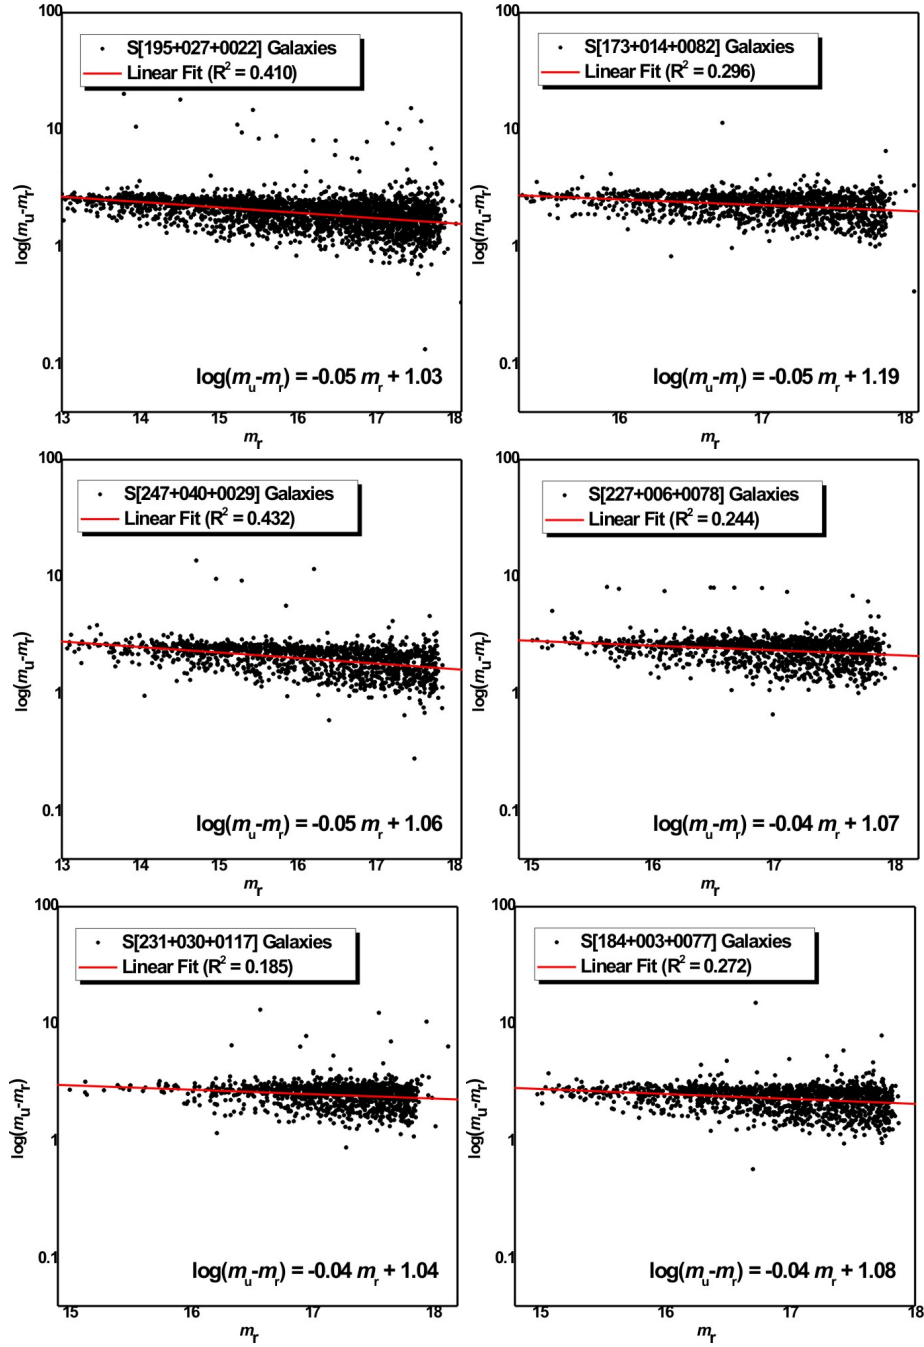 100
S[195+027+0022] Galaxies
Linear Fit (R² = 0.410)
10
log(mᵤ-mᵣ)
1
0.1
log(mᵤ-mᵣ) = -0.05 mᵣ + 1.03
13 14 15 16 17 18
mᵣ
100
S[173+014+0082] Galaxies
Linear Fit (R² = 0.296)
10
log(mᵤ-mᵣ)
1
0.1
log(mᵤ-mᵣ) = -0.05 mᵣ + 1.19
16 17 18
mᵣ
100
S[247+040+0029] Galaxies
Linear Fit (R² = 0.432)
10
log(mᵤ-mᵣ)
1
0.1
log(mᵤ-mᵣ) = -0.05 mᵣ + 1.06
13 14 15 16 17 18
mᵣ
100
S[227+006+0078] Galaxies
Linear Fit (R² = 0.244)
10
log(mᵤ-mᵣ)
1
0.1
log(mᵤ-mᵣ) = -0.04 mᵣ + 1.07
15 16 17 18
mᵣ
100
S[231+030+0117] Galaxies
Linear Fit (R² = 0.185)
10
log(mᵤ-mᵣ)
1
0.1
log(mᵤ-mᵣ) = -0.04 mᵣ + 1.04
15 16 17 18
mᵣ
100
S[184+003+0077] Galaxies
Linear Fit (R² = 0.272)
10
log(mᵤ-mᵣ)
1
0.1
log(mᵤ-mᵣ) = -0.04 mᵣ + 1.08
15 16 17 18
mᵣ